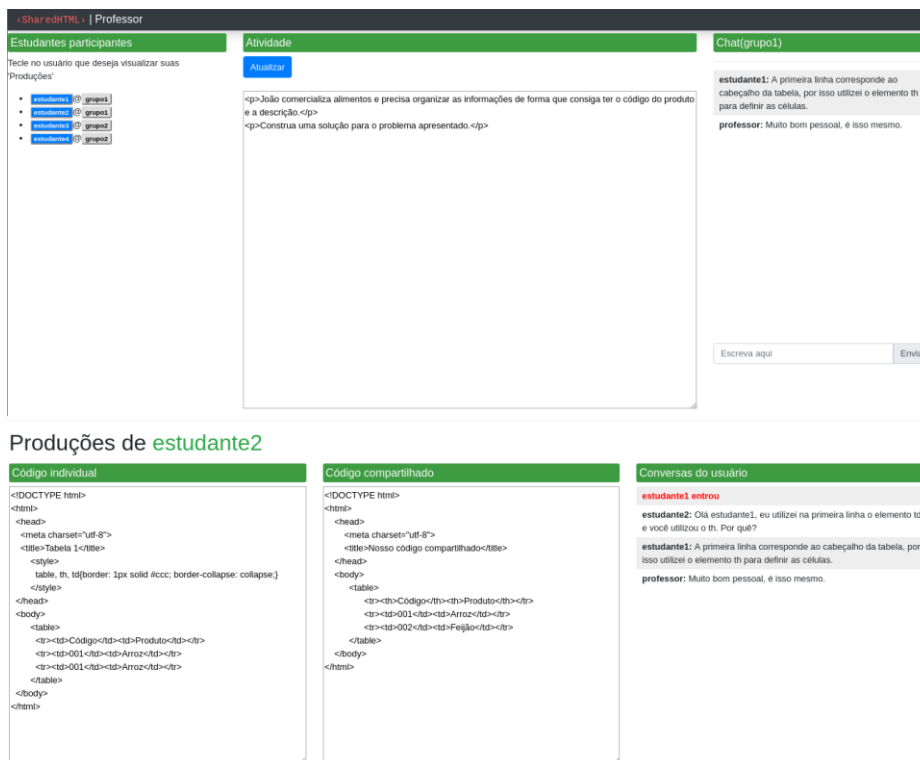 <SharedHTML> | Professor
Estudantes participantes
Tecle no usuário que deseja visualizar suas
'Produções'
estudante1 @ grupo1
estudante2 @ grupo1
estudante3 @ grupo2
estudante4 @ grupo2
Atividade
Atualizar
<p>João comercializa alimentos e precisa organizar as informações de forma que consiga ter o código do produto
e a descrição.</p>
<p>Construa uma solução para o problema apresentado.</p>
Chat(grupo1)
estudante1: A primeira linha corresponde ao
cabeçalho da tabela, por isso utilizei o elemento th
para definir as células.
professor: Muito bom pessoal, é isso mesmo.
Escreva aqui
Envia
Produções de estudante2
Código individual
<!DOCTYPE html>
<html>
<head>
<meta charset="utf-8">
<title>Tabela 1</title>
<style>
table, th, td{border: 1px solid #ccc; border-collapse: collapse;}
</style>
</head>
<body>
<table>
<tr><td>Código</td><td>Produto</td></tr>
<tr><td>001</td><td>Arroz</td></tr>
<tr><td>001</td><td>Arroz</td></tr>
</table>
</body>
</html>
Código compartilhado
<!DOCTYPE html>
<html>
<head>
<meta charset="utf-8">
<title>Nosso código compartilhado</title>
</head>
<body>
<table>
<tr><th>Código</th><th>Produto</th></tr>
<tr><td>001</td><td>Arroz</td></tr>
<tr><td>002</td><td>Feijão</td></tr>
</table>
</body>
</html>
Conversas do usuário
estudante1 entrou
estudante2: Olá estudante1, eu utilizei na primeira linha o elemento td
e você utilizou o th. Por quê?
estudante1: A primeira linha corresponde ao cabeçalho da tabela, por
isso utilizei o elemento th para definir as células.
professor: Muito bom pessoal, é isso mesmo.